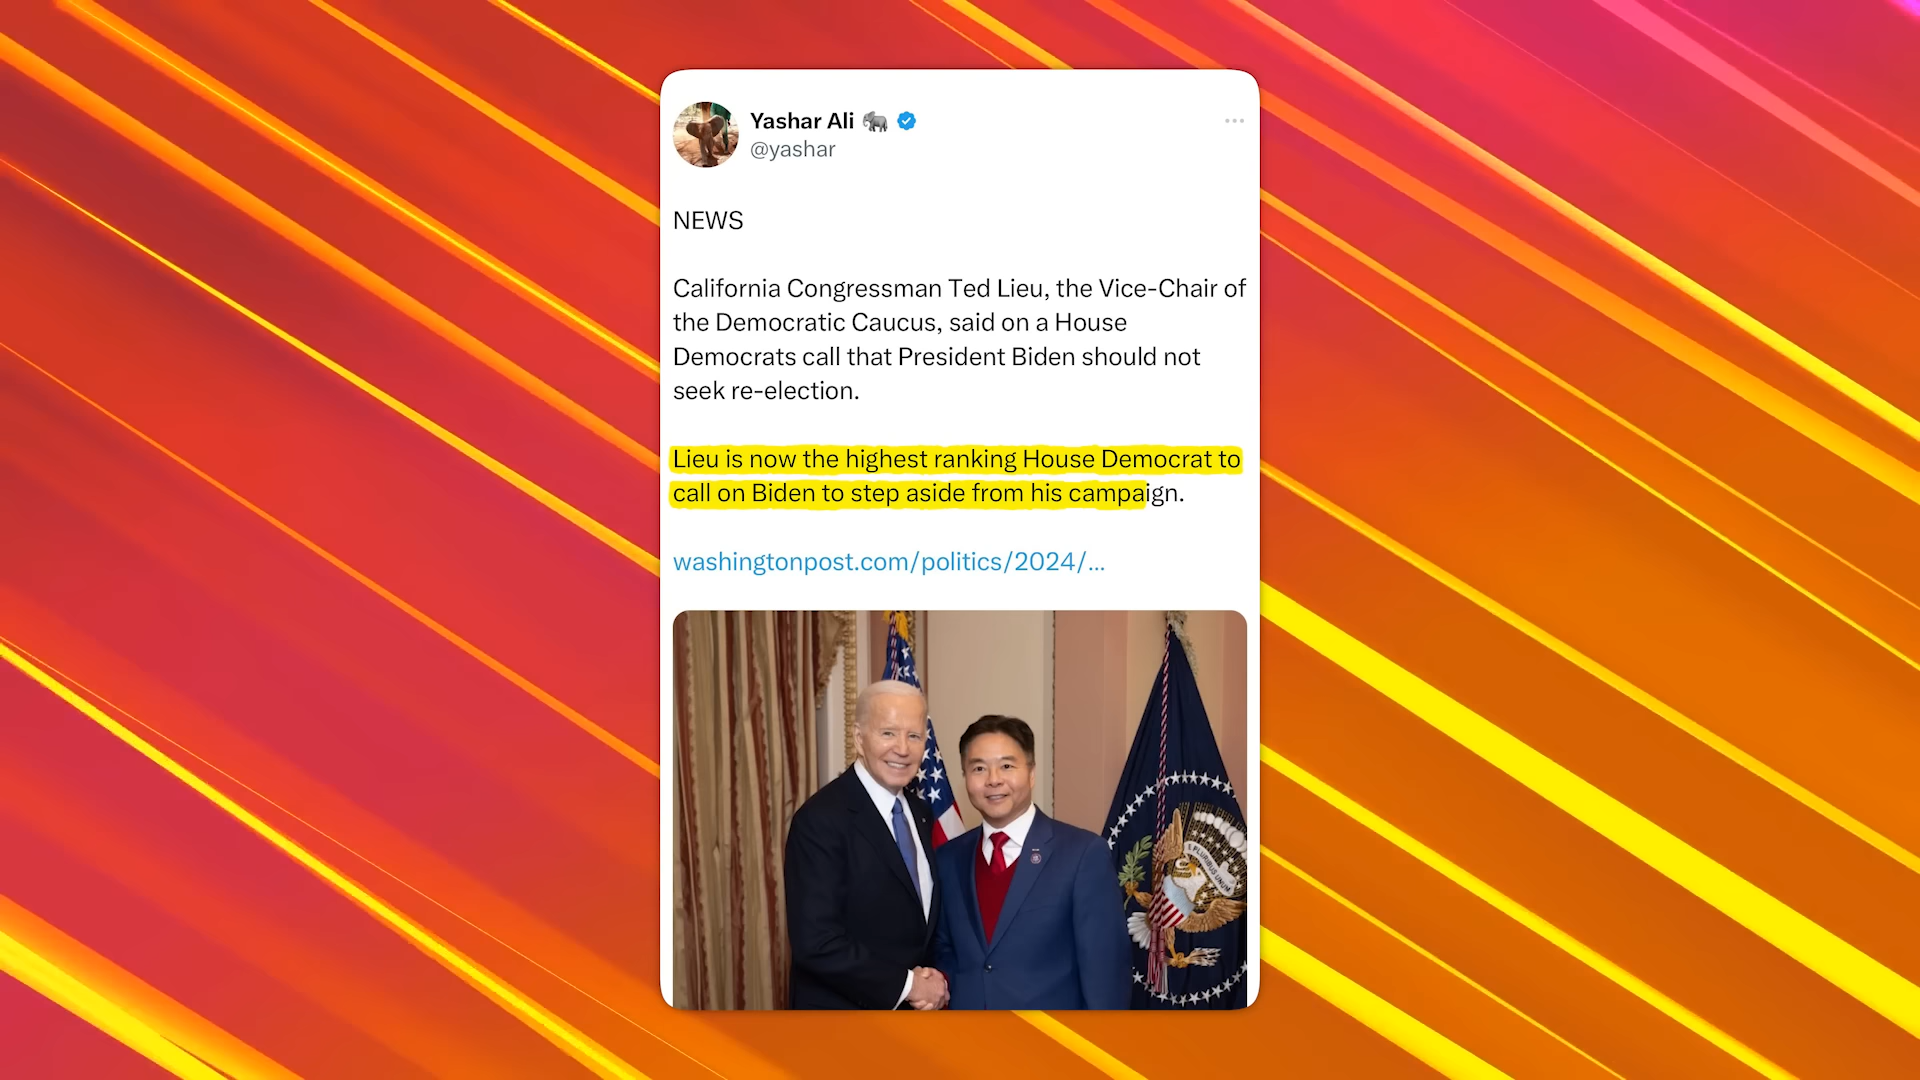 Yashar Ali
@yashar
NEWS
California Congressman Ted Lieu, the Vice-Chair of
the Democratic Caucus, said on a House
Democrats call that President Biden should not
seek re-election.
Lieu is now the highest ranking House Democrat to
call on Biden to step aside from his campaign.
washingtonpost.com/politics/2024/...
E PLURIBUS UNUM